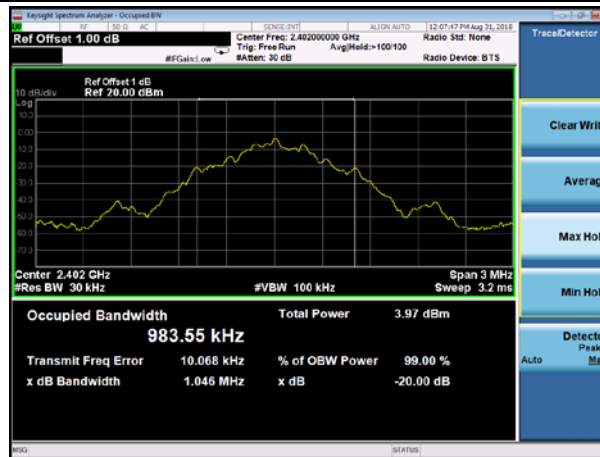 Keysight Spectrum Analyzer - Occupied BW
RF 50 Ω AC SENSE:INT ALIGN AUTO 12:07:47 PM Aug 31, 2018
Ref Offset 1.00 dB
Center Freq: 2.402000000 GHz
Radio Std: None
Trig: Free Run Avg|Hold:>100/100
#IFGain:Low #Atten: 30 dB Radio Device: BTS
Trace/Detector
Ref Offset 1 dB
10 dB/div Ref 20.00 dBm
Log
10.0
0.00
-10.0
-20.0
-30.0
-40.0
-50.0
-60.0
-70.0
Center 2.402 GHz Span 3 MHz
#Res BW 30 kHz #VBW 100 kHz Sweep 3.2 ms
Occupied Bandwidth Total Power 3.97 dBm
983.55 kHz
Transmit Freq Error 10.068 kHz % of OBW Power 99.00 %
x dB Bandwidth 1.046 MHz x dB -20.00 dB
Clear Writ
Averag
Max Hol
Min Hol
Detecto
Peak
Auto Ma
MSG STATUS